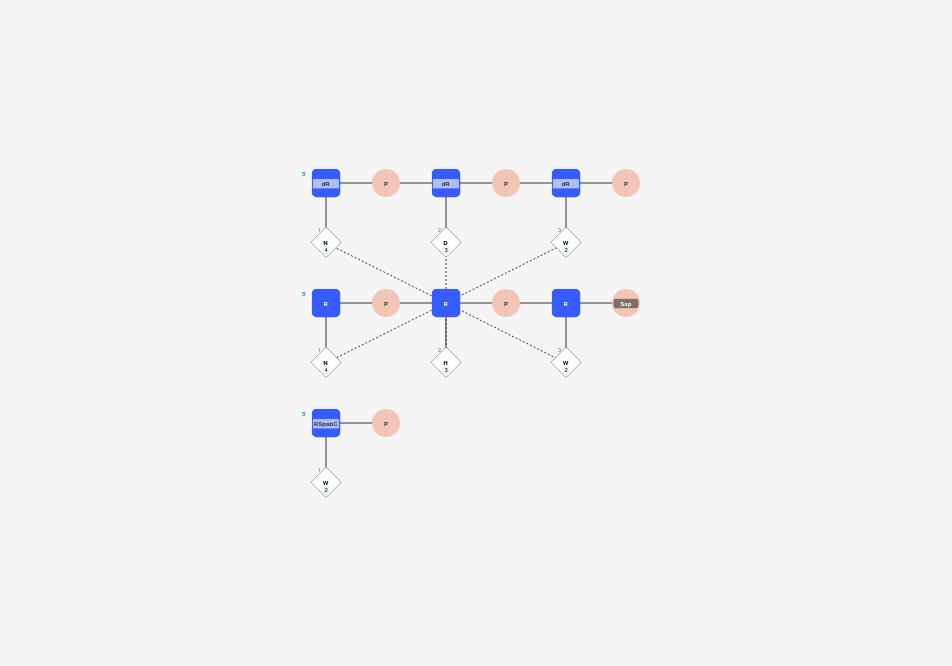 5' dR P dR P dR P
1 2 3
N D W
4 3 2
5' R P R P R Ssp
1 2 3
N H W
4 3 2
5' RSpabC P
1
W
2